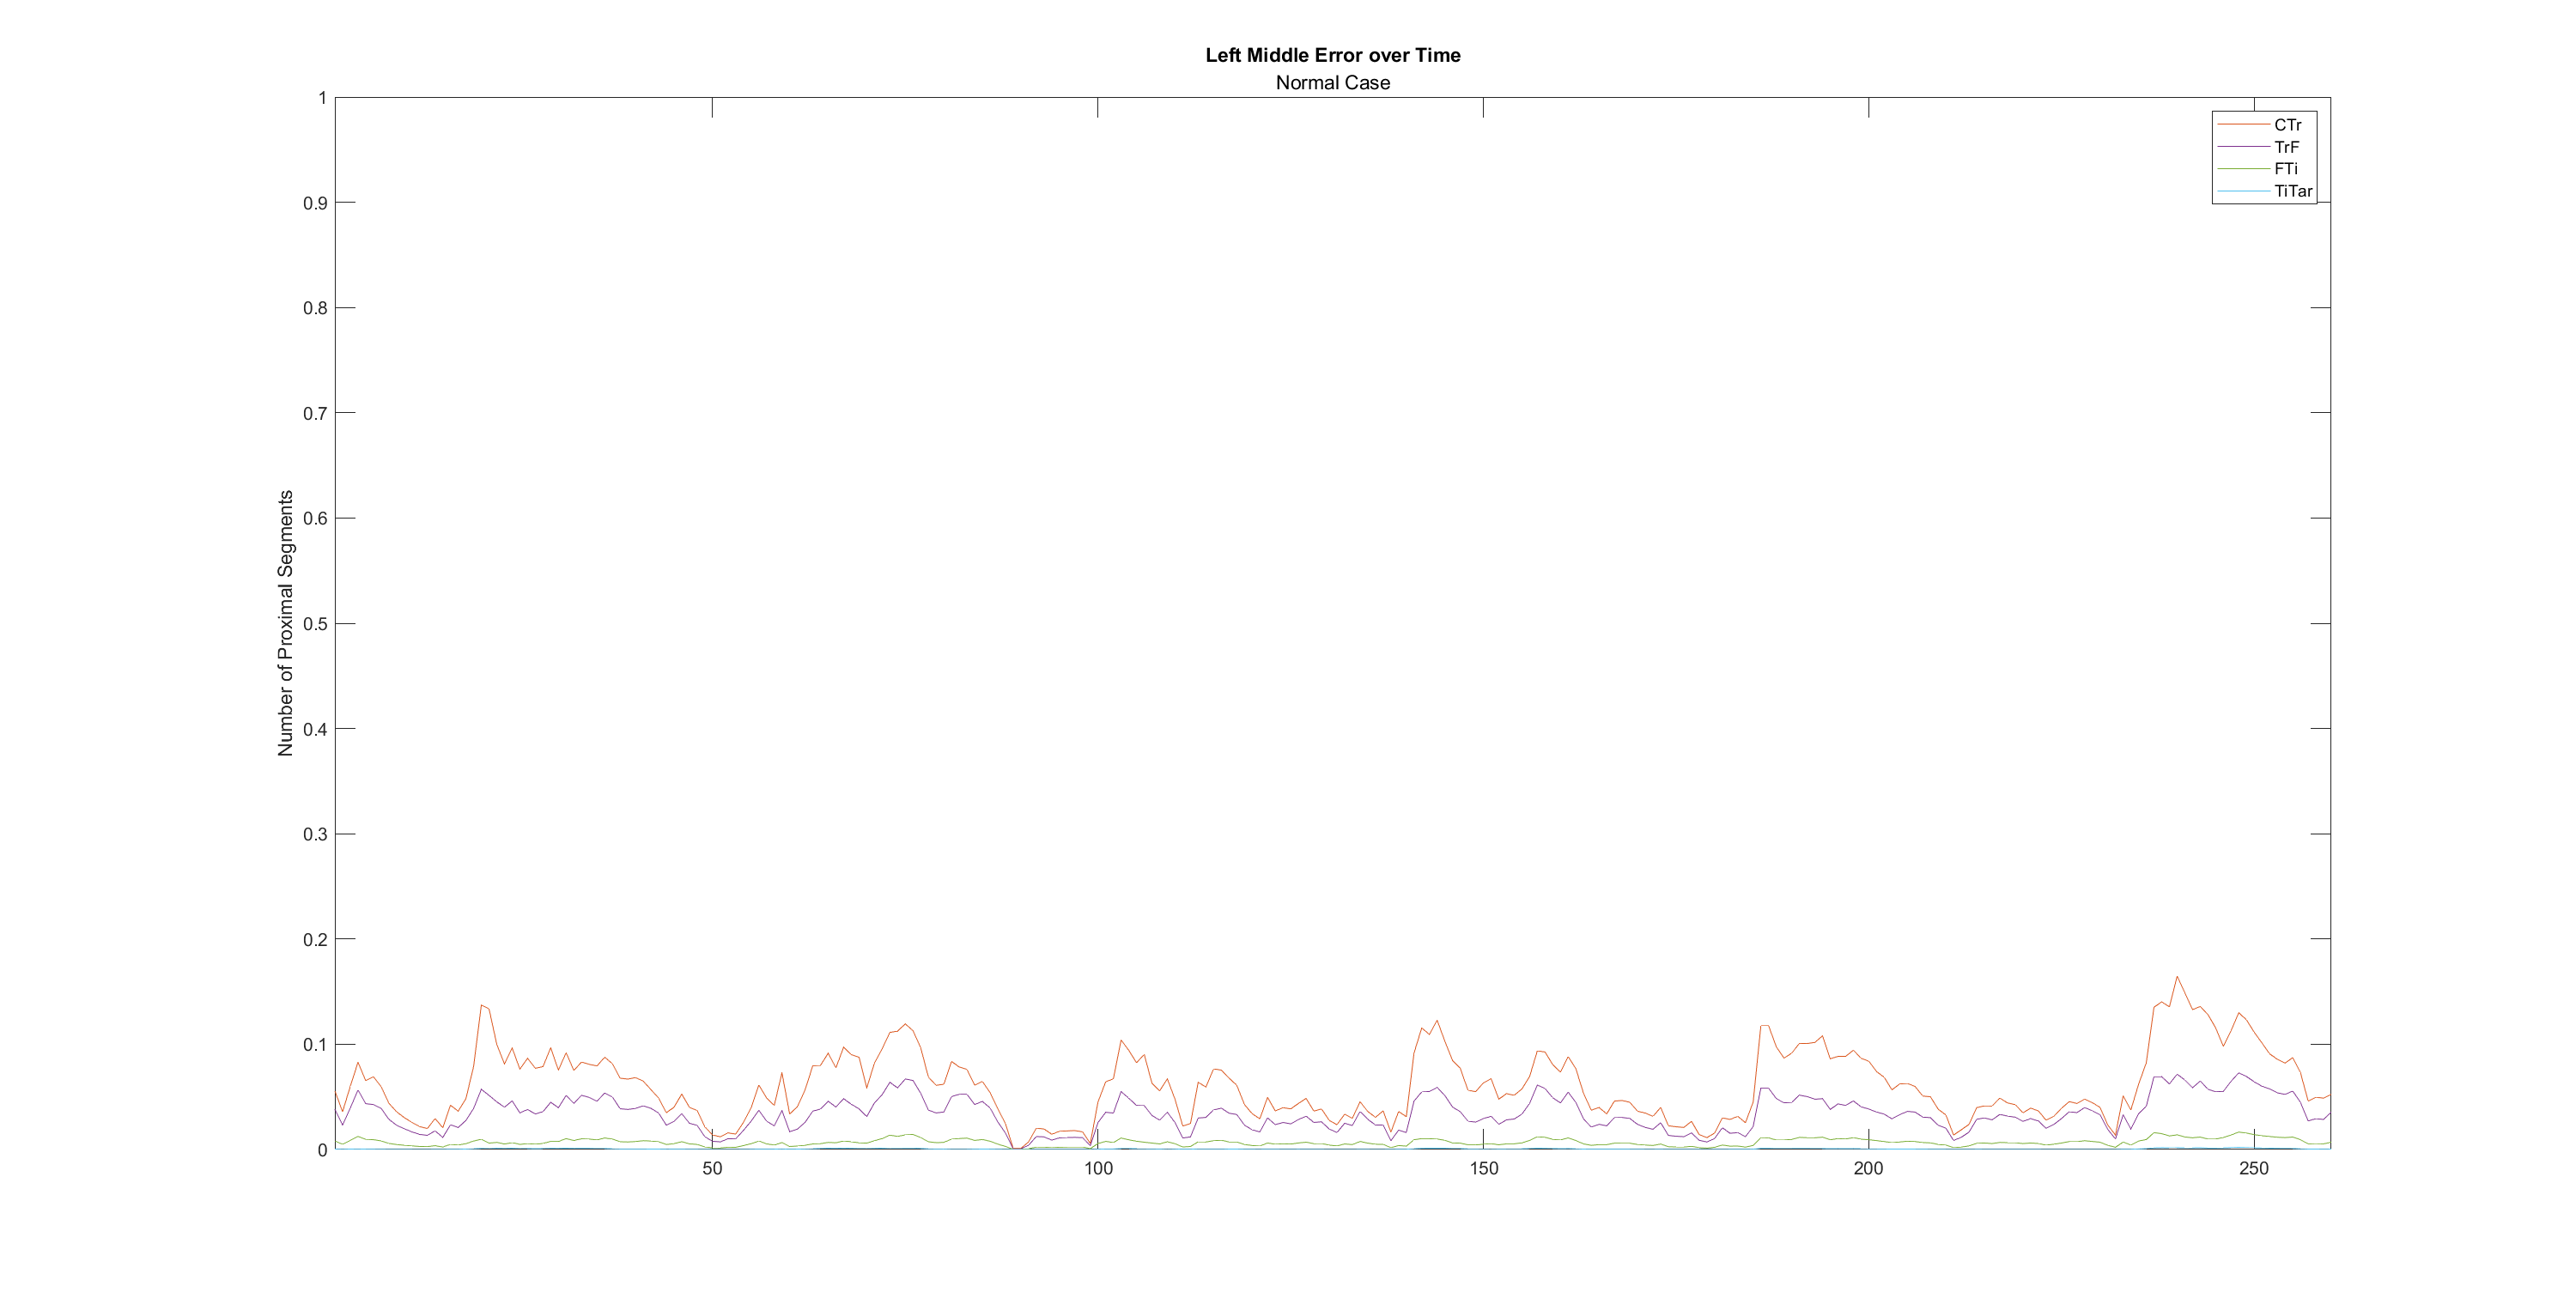 Left Middle Error over Time
Normal Case
1
0.9
0.8
0.7
0.6
0.5
0.4
0.3
0.2
0.1
0
Number of Proximal Segments
50
100
150
200
250
CTr
TrF
FTi
TiTar